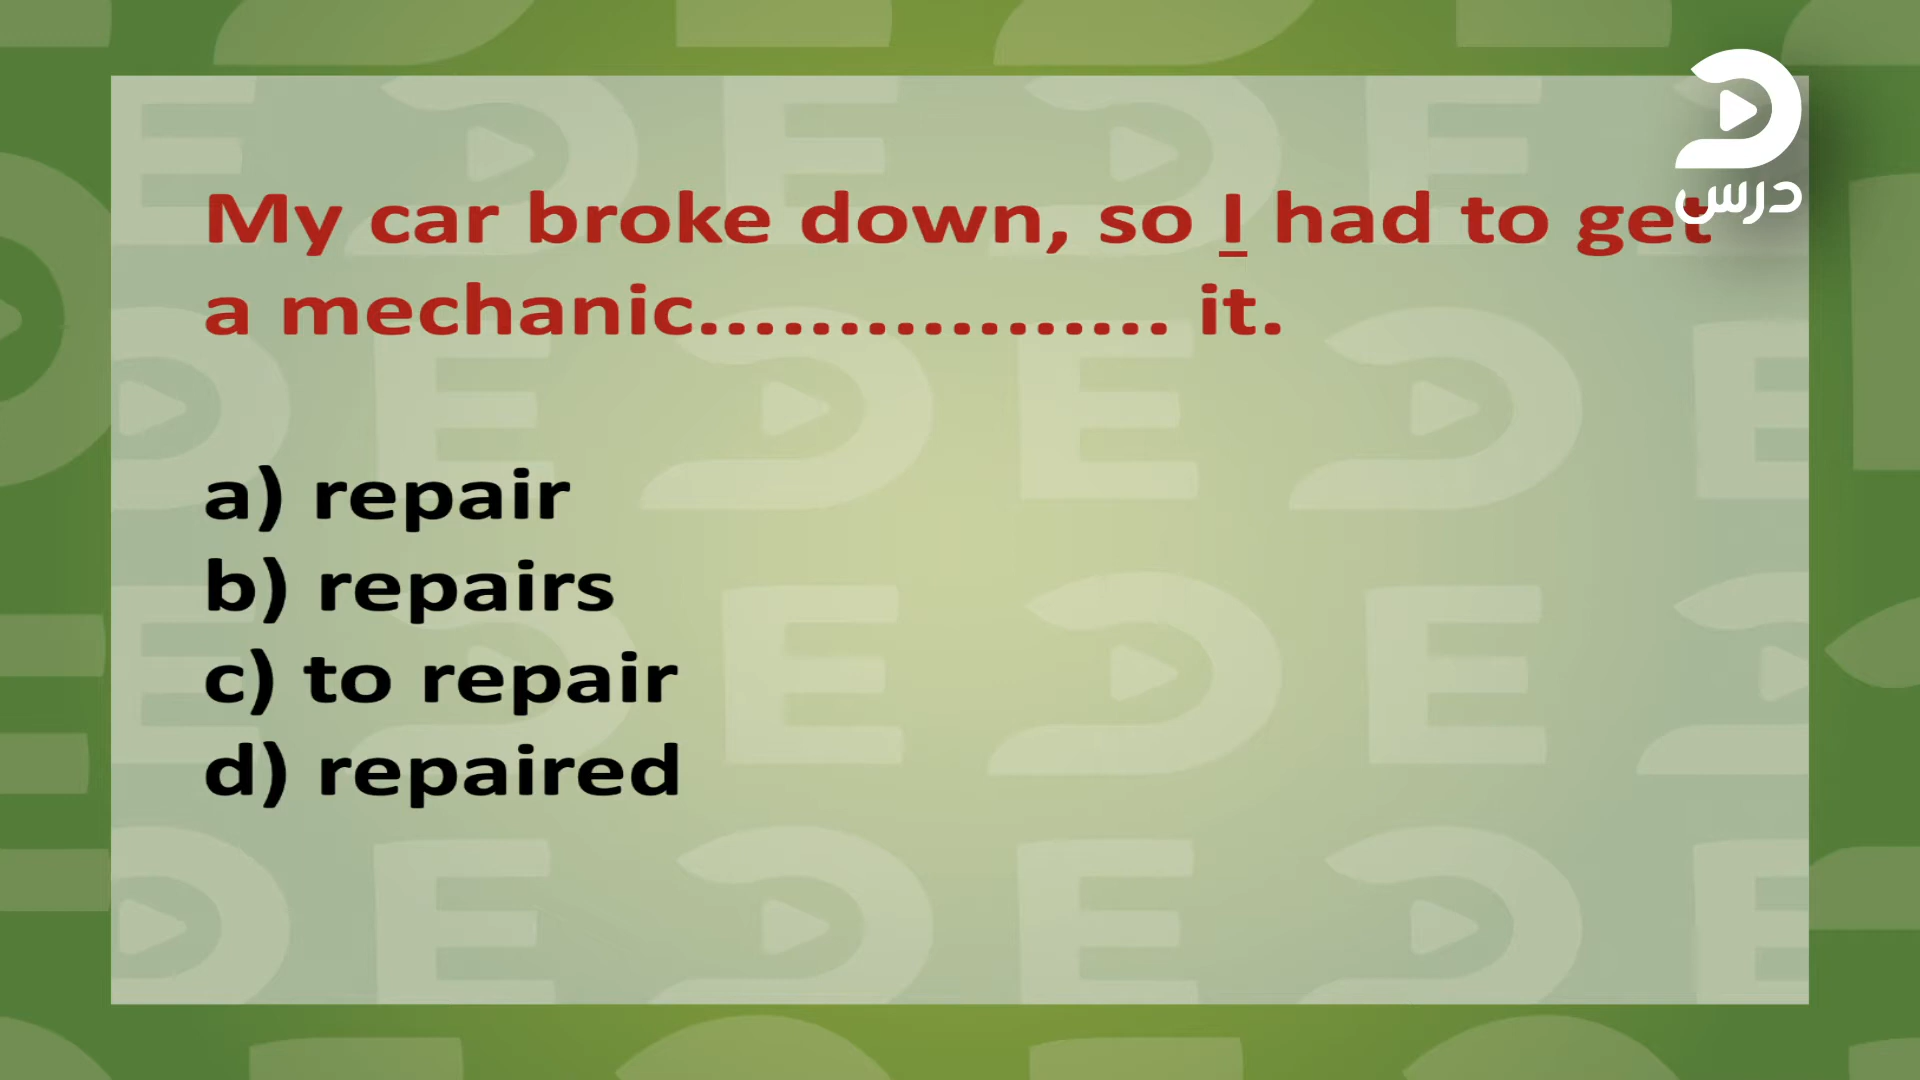 درس
My car broke down, so I had to get
a mechanic................. it.
a) repair
b) repairs
c) to repair
d) repaired